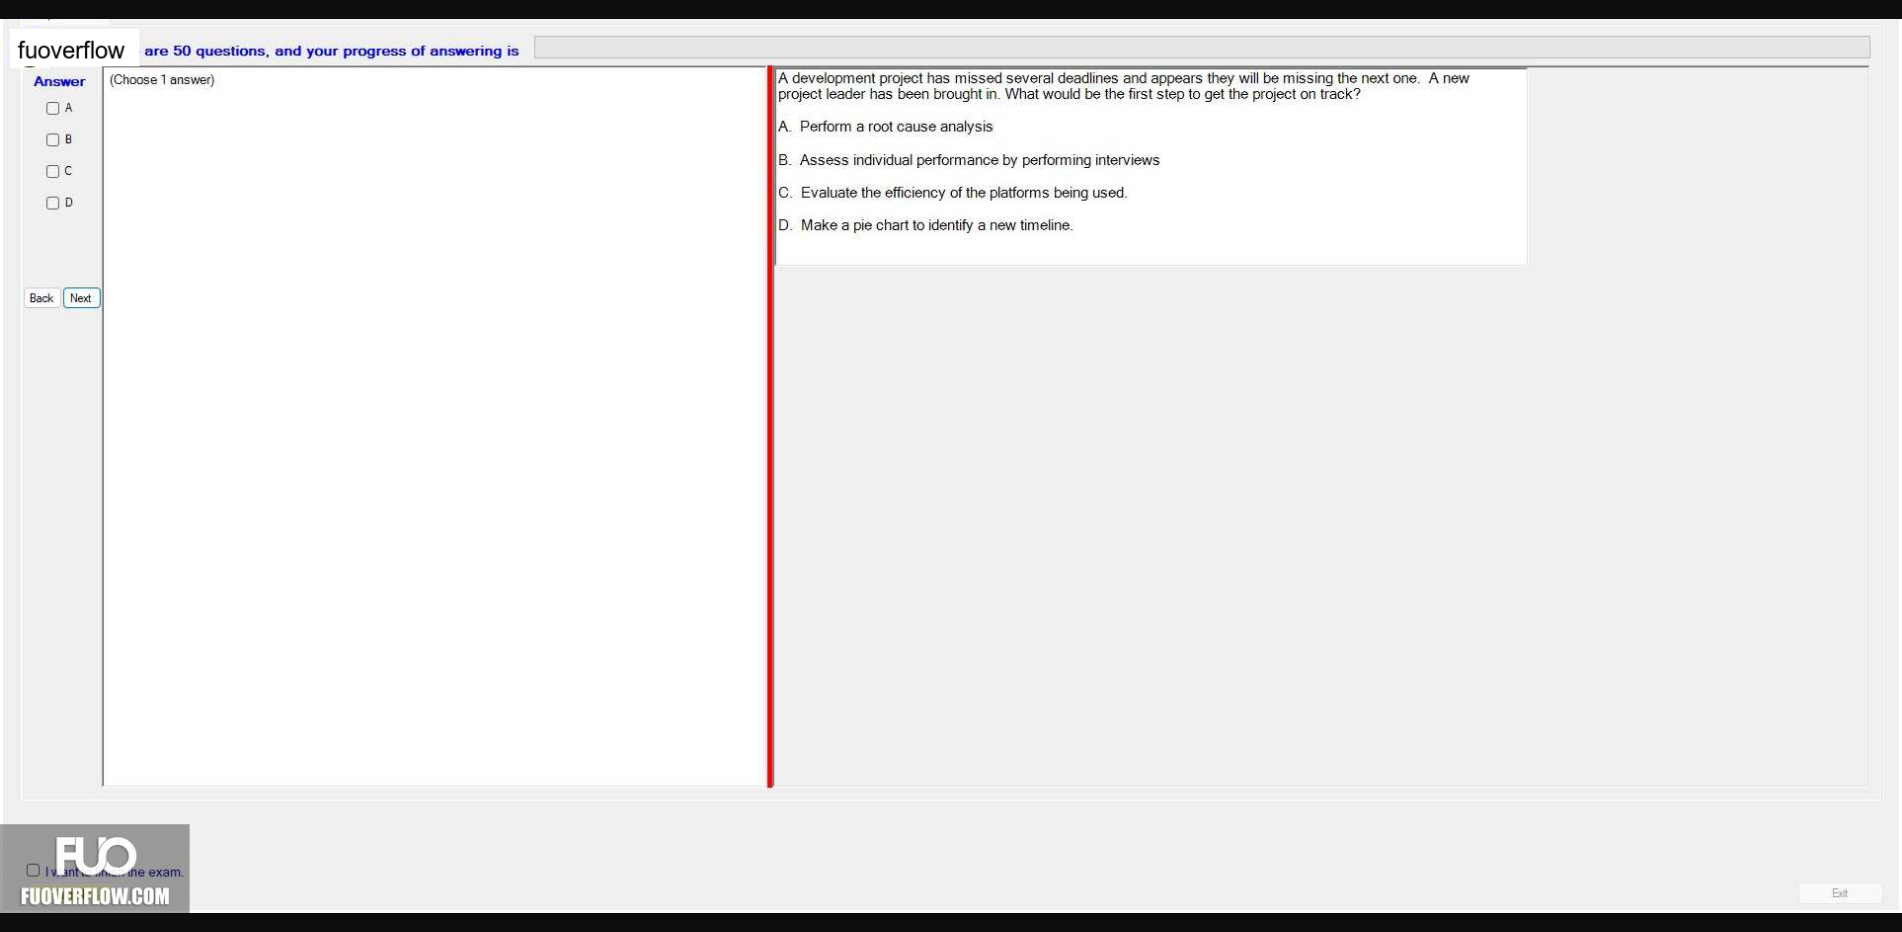 fuoverflow are 50 questions, and your progress of answering is
Answer
(Choose 1 answer)
A
B
C
D
Back Next
A development project has missed several deadlines and appears they will be missing the next one. A new
project leader has been brought in. What would be the first step to get the project on track?
A. Perform a root cause analysis
B. Assess individual performance by performing interviews
C. Evaluate the efficiency of the platforms being used.
D. Make a pie chart to identify a new timeline.
FUO
I want to finish the exam.
FUOVERFLOW.COM
Exit